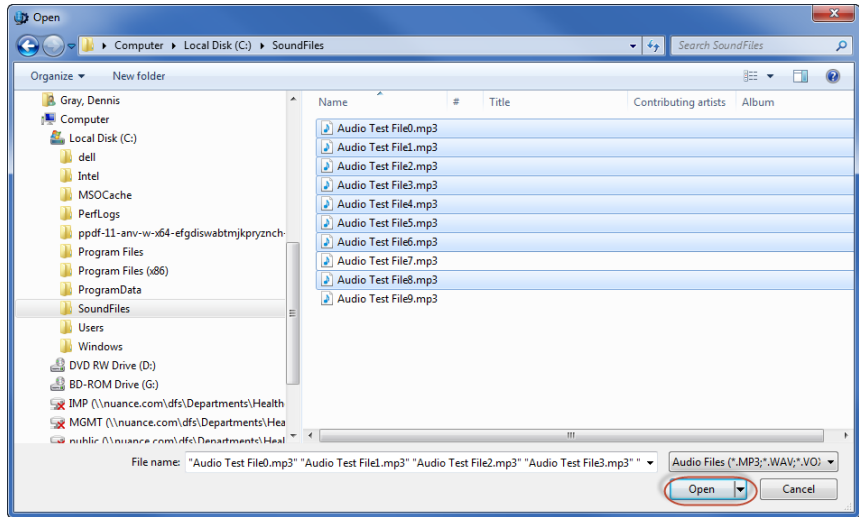 Open
Computer ▸ Local Disk (C:) ▸ SoundFiles
Search SoundFiles
Organize ▾ New folder
Gray, Dennis
Computer
Local Disk (C:)
dell
Intel
MSOCache
PerfLogs
ppdf-11-anv-w-x64-efgdiswabtmjkpryznch-
Program Files
Program Files (x86)
ProgramData
SoundFiles
Users
Windows
DVD RW Drive (D:)
BD-ROM Drive (G:)
IMP (\\nuance.com\dfs\Departments\Health
MGMT (\\nuance.com\dfs\Departments\Hea
public (\\nuance.com\dfs\Departments\Heal
Name # Title Contributing artists Album
Audio Test File0.mp3
Audio Test File1.mp3
Audio Test File2.mp3
Audio Test File3.mp3
Audio Test File4.mp3
Audio Test File5.mp3
Audio Test File6.mp3
Audio Test File7.mp3
Audio Test File8.mp3
Audio Test File9.mp3
File name: "Audio Test File0.mp3" "Audio Test File1.mp3" "Audio Test File2.mp3" "Audio Test File3.mp3" "
Audio Files (*.MP3;*.WAV;*.VO)
Open Cancel